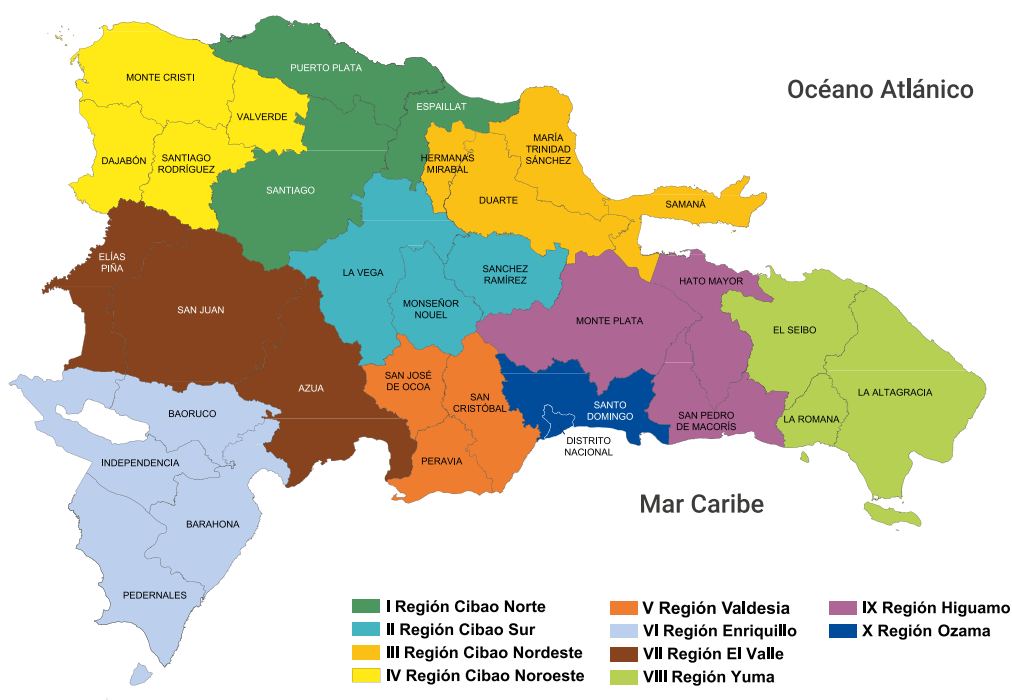 PUERTO PLATA
MONTE CRISTI
Océano Atlánico
ESPAILLAT
VALVERDE
MARÍA
TRINIDAD
SÁNCHEZ
DAJABÓN
SANTIAGO
RODRÍGUEZ
HERMANAS
MIRABAL
SANTIAGO
DUARTE
SAMANÁ
ELÍAS
PIÑA
LA VEGA
SANCHEZ
RAMÍREZ
HATO MAYOR
SAN JUAN
MONSEÑOR
NOUEL
MONTE PLATA
EL SEIBO
SAN JOSÉ
DE OCOA
AZUA
SAN
CRISTÓBAL
LA ALTAGRACIA
BAORUCO
SANTO
DOMINGO
SAN PEDRO
DE MACORÍS
LA ROMANA
DISTRITO
NACIONAL
INDEPENDENCIA
PERAVIA
Mar Caribe
BARAHONA
PEDERNALES
I Región Cibao Norte
II Región Cibao Sur
III Región Cibao Nordeste
IV Región Cibao Noroeste
V Región Valdesia
VI Región Enriquillo
VII Región El Valle
VIII Región Yuma
IX Región Higuamo
X Región Ozama